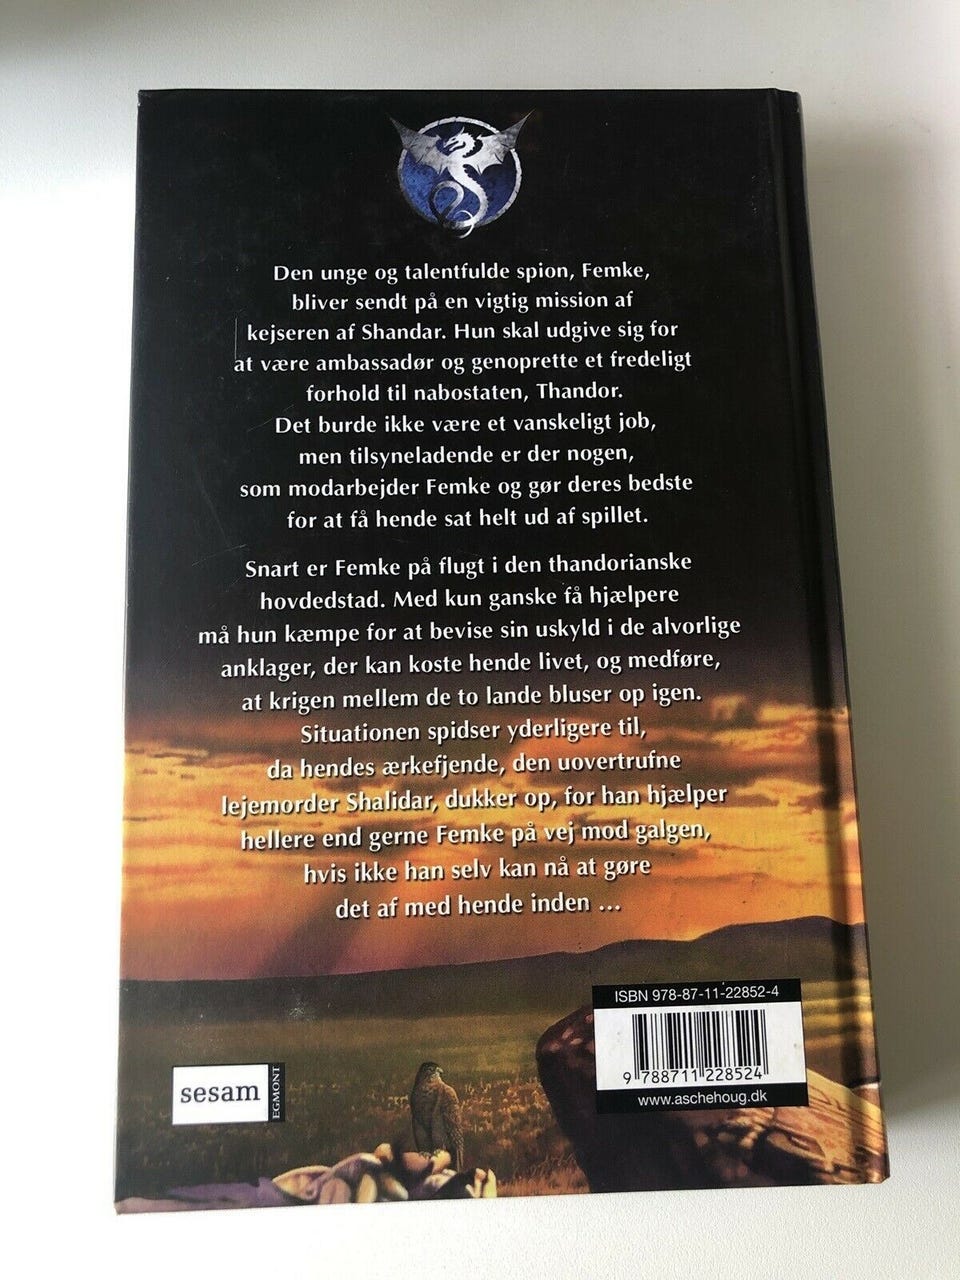 Den unge og talentfulde spion, Femke,
bliver sendt på en vigtig mission af
kejseren af Shandar. Hun skal udgive sig for
at være ambassadør og genoprette et fredeligt
forhold til nabostaten, Thandor.
Det burde ikke være et vanskeligt job,
men tilsyneladende er der nogen,
som modarbejder Femke og gør deres bedste
for at få hende sat helt ud af spillet.
Snart er Femke på flugt i den thandorianske
hovdedstad. Med kun ganske få hjælpere
må hun kæmpe for at bevise sin uskyld i de alvorlige
anklager, der kan koste hende livet, og medføre,
at krigen mellem de to lande bluser op igen.
Situationen spidser yderligere til,
da hendes ærkefjende, den uovertrufne
lejemorder Shalidar, dukker op, for han hjælper
hellere end gerne Femke på vej mod galgen,
hvis ikke han selv kan nå at gøre
det af med hende inden ...
ISBN 978-87-11-22852-4
9 788711 228524
www.aschehoug.dk
sesam
EGMONT